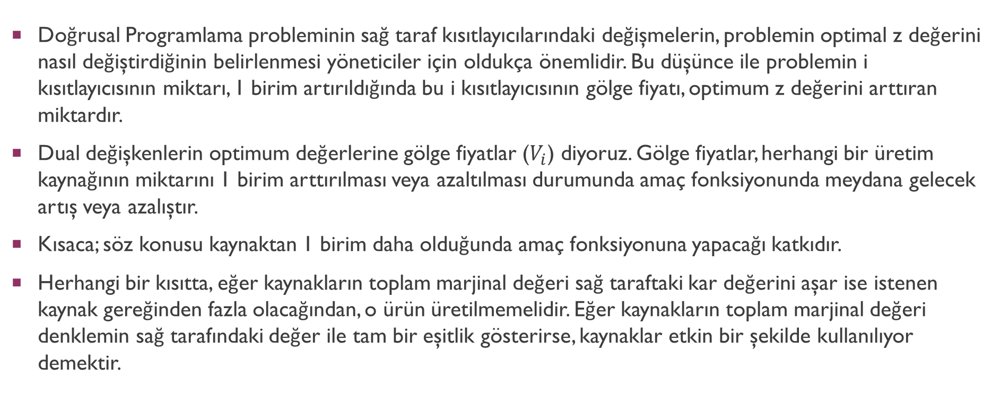 ▪ Doğrusal Programlama probleminin sağ taraf kısıtlayıcılarındaki değişmelerin, problemin optimal z değerini
nasıl değiştirdiğinin belirlenmesi yöneticiler için oldukça önemlidir. Bu düşünce ile problemin i
kısıtlayıcısının miktarı, 1 birim artırıldığında bu i kısıtlayıcısının gölge fiyatı, optimum z değerini arttıran
miktardır.
▪ Dual değişkenlerin optimum değerlerine gölge fiyatlar (Vᵢ) diyoruz. Gölge fiyatlar, herhangi bir üretim
kaynağının miktarını 1 birim arttırılması veya azaltılması durumunda amaç fonksiyonunda meydana gelecek
artış veya azalıştır.
▪ Kısaca; söz konusu kaynaktan 1 birim daha olduğunda amaç fonksiyonuna yapacağı katkıdır.
▪ Herhangi bir kısıtta, eğer kaynakların toplam marjinal değeri sağ taraftaki kar değerini aşar ise istenen
kaynak gereğinden fazla olacağından, o ürün üretilmemelidir. Eğer kaynakların toplam marjinal değeri
denklemin sağ tarafındaki değer ile tam bir eşitlik gösterirse, kaynaklar etkin bir şekilde kullanılıyor
demektir.